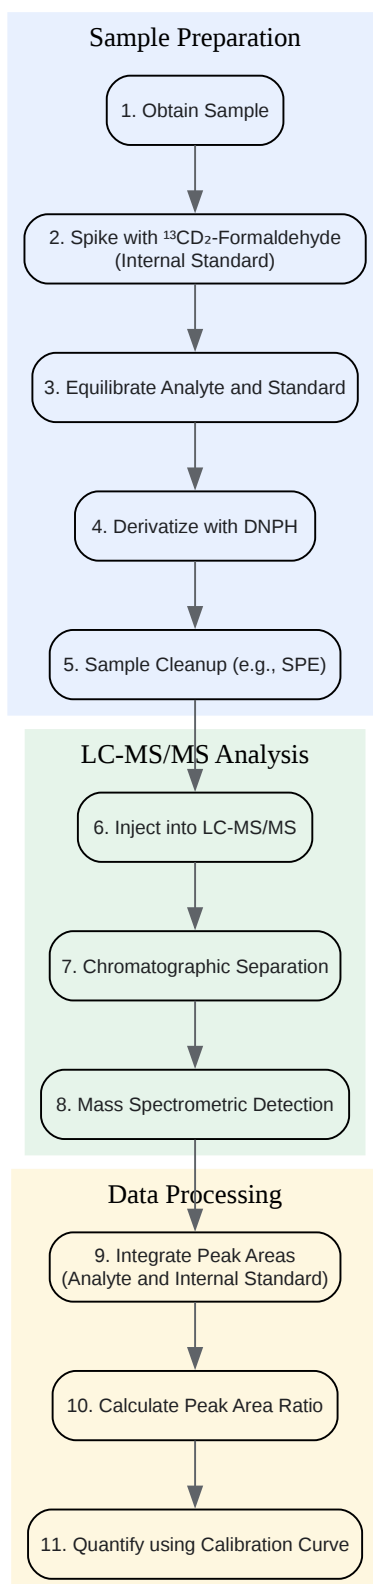 Sample Preparation
1. Obtain Sample
2. Spike with ¹³CD₂-Formaldehyde
(Internal Standard)
3. Equilibrate Analyte and Standard
4. Derivatize with DNPH
5. Sample Cleanup (e.g., SPE)
LC-MS/MS Analysis
6. Inject into LC-MS/MS
7. Chromatographic Separation
8. Mass Spectrometric Detection
Data Processing
9. Integrate Peak Areas
(Analyte and Internal Standard)
10. Calculate Peak Area Ratio
11. Quantify using Calibration Curve